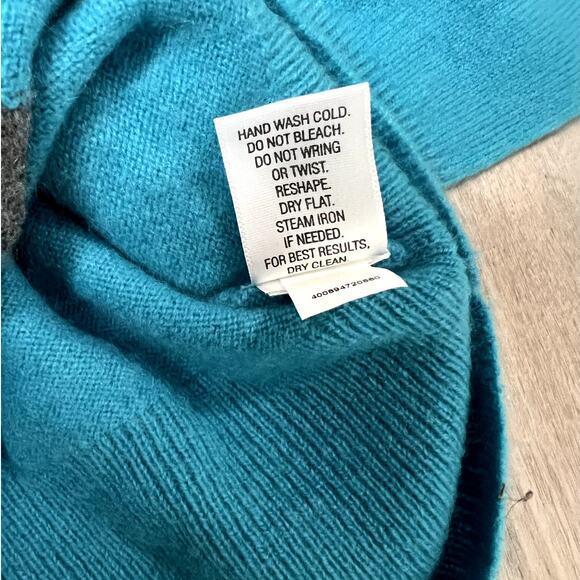 HAND WASH COLD.
DO NOT BLEACH.
DO NOT WRING
OR TWIST.
RESHAPE.
DRY FLAT.
STEAM IRON
IF NEEDED.
FOR BEST RESULTS,
DRY CLEAN
400894720880